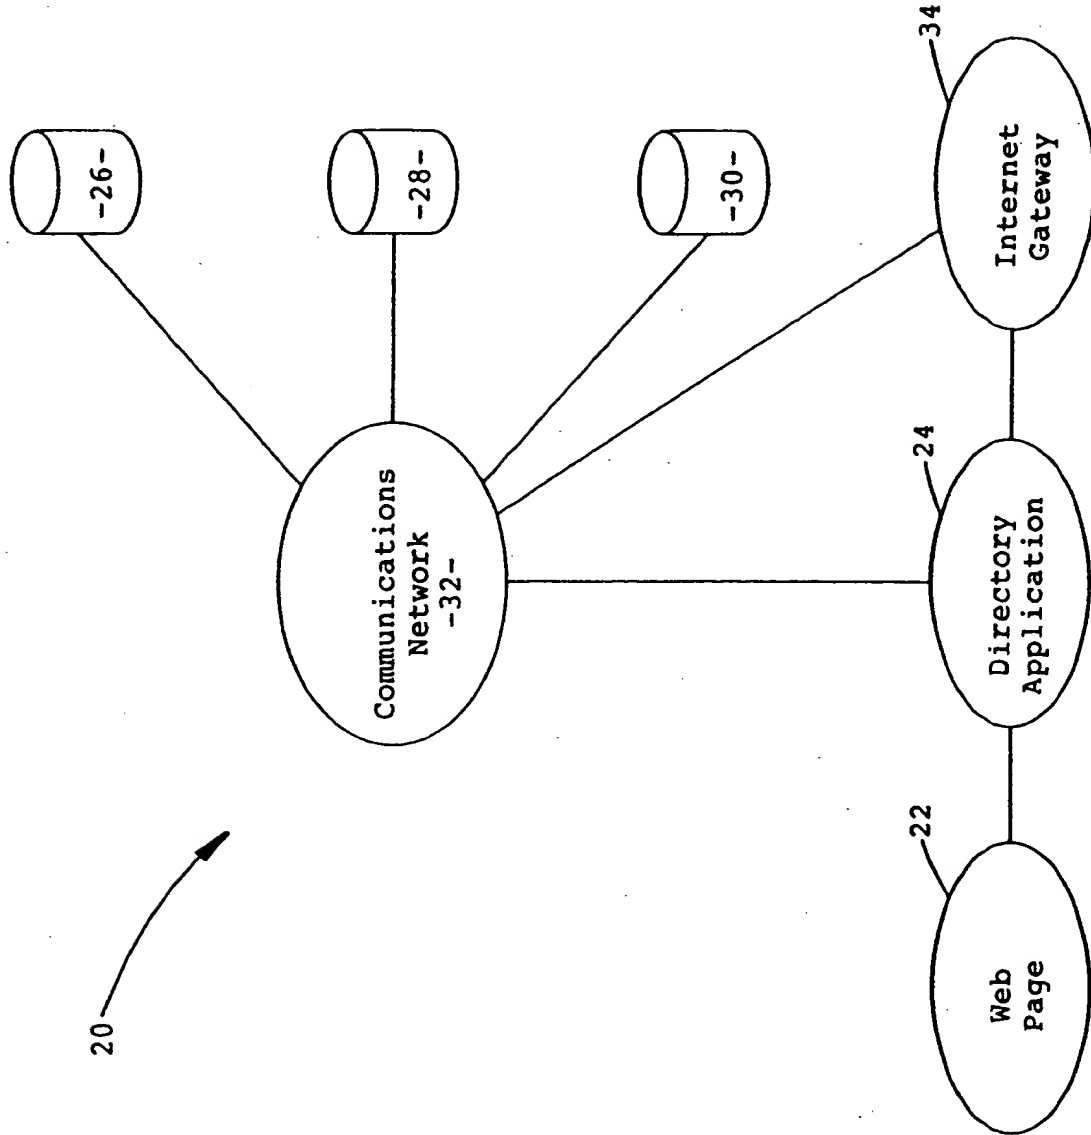 20
-26-
-28-
-30-
Communications
Network
-32-
34
Internet
Gateway
24
Directory
Application
22
Web
Page